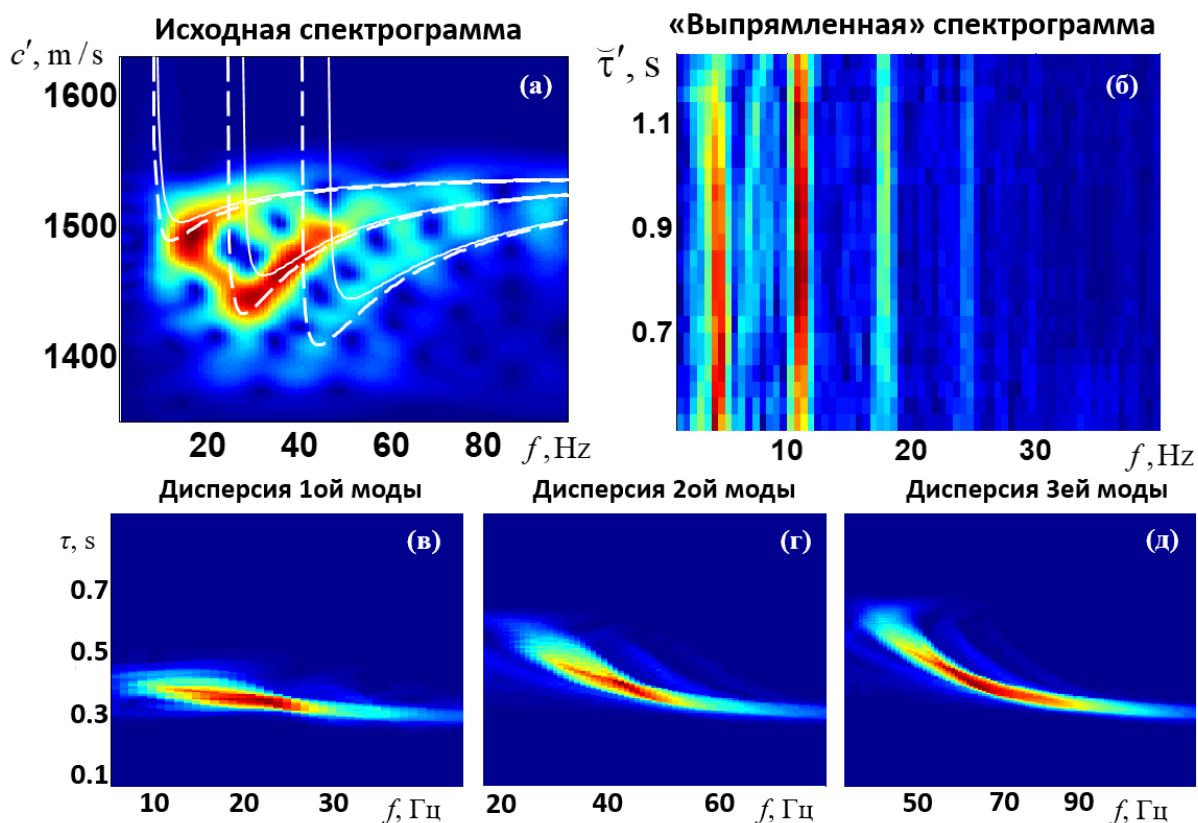 Исходная спектрограмма
«Выпрямленная» спектрограмма
c′, m/s
(а)
1600
1500
1400
20 40 60 80 f, Hz
τ̆′, s
(б)
1.1
0.9
0.7
10 20 30 f, Hz
Дисперсия 1ой моды
Дисперсия 2ой моды
Дисперсия 3ей моды
τ, s
(в)
(г)
(д)
0.7
0.5
0.3
0.1
10 20 30 f, Гц
20 40 60 f, Гц
50 70 90 f, Гц